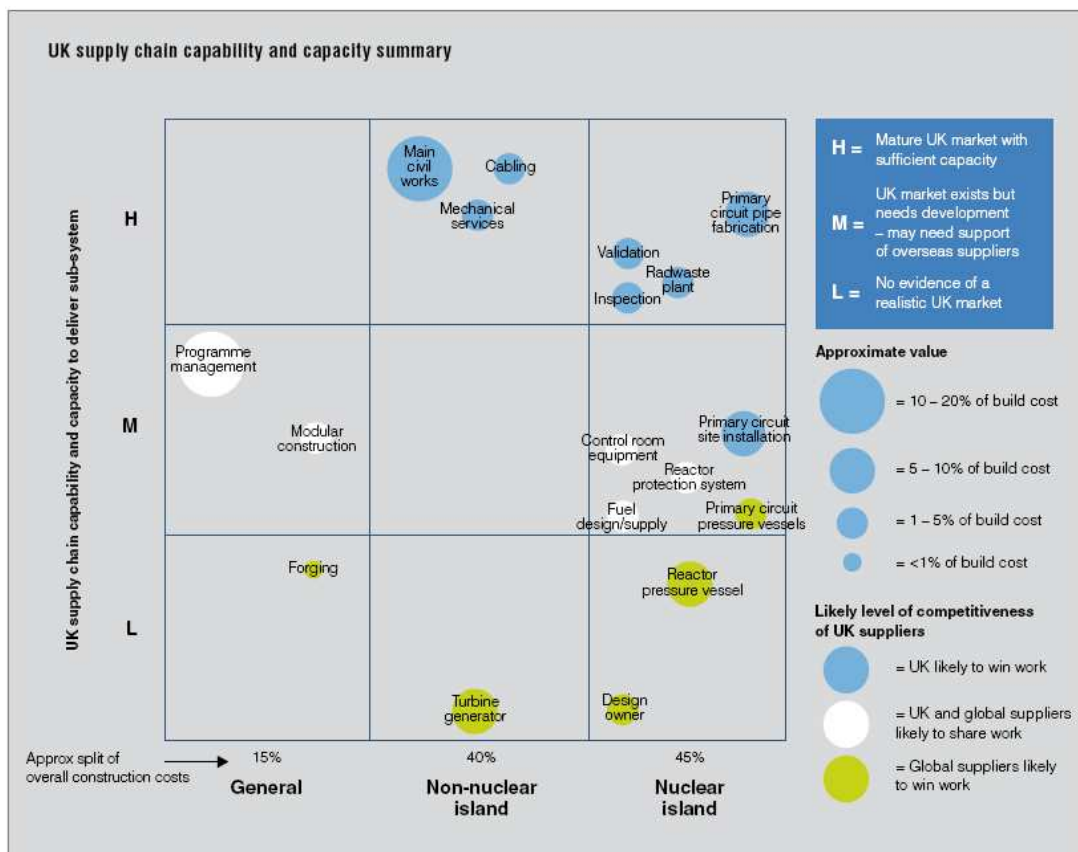 UK supply chain capability and capacity summary
UK supply chain capability and capacity to deliver sub-system
H
M
L
Main
civil
works
Cabling
Mechanical
services
Primary
circuit pipe
fabrication
Validation
Radwaste
plant
Inspection
Programme
management
Modular
construction
Primary circuit
site installation
Control room
equipment
Reactor
protection system
Fuel
design/supply
Primary circuit
pressure vessels
Forging
Reactor
pressure vessel
Turbine
generator
Design
owner
Approx split of
overall construction costs
15%
40%
45%
General
Non-nuclear
island
Nuclear
island
H = Mature UK market with
sufficient capacity
UK market exists but
needs development
M = – may need support
of overseas suppliers
L = No evidence of a
realistic UK market
Approximate value
= 10 – 20% of build cost
= 5 – 10% of build cost
= 1 – 5% of build cost
= <1% of build cost
Likely level of competitiveness
of UK suppliers
= UK likely to win work
= UK and global suppliers
likely to share work
= Global suppliers likely
to win work